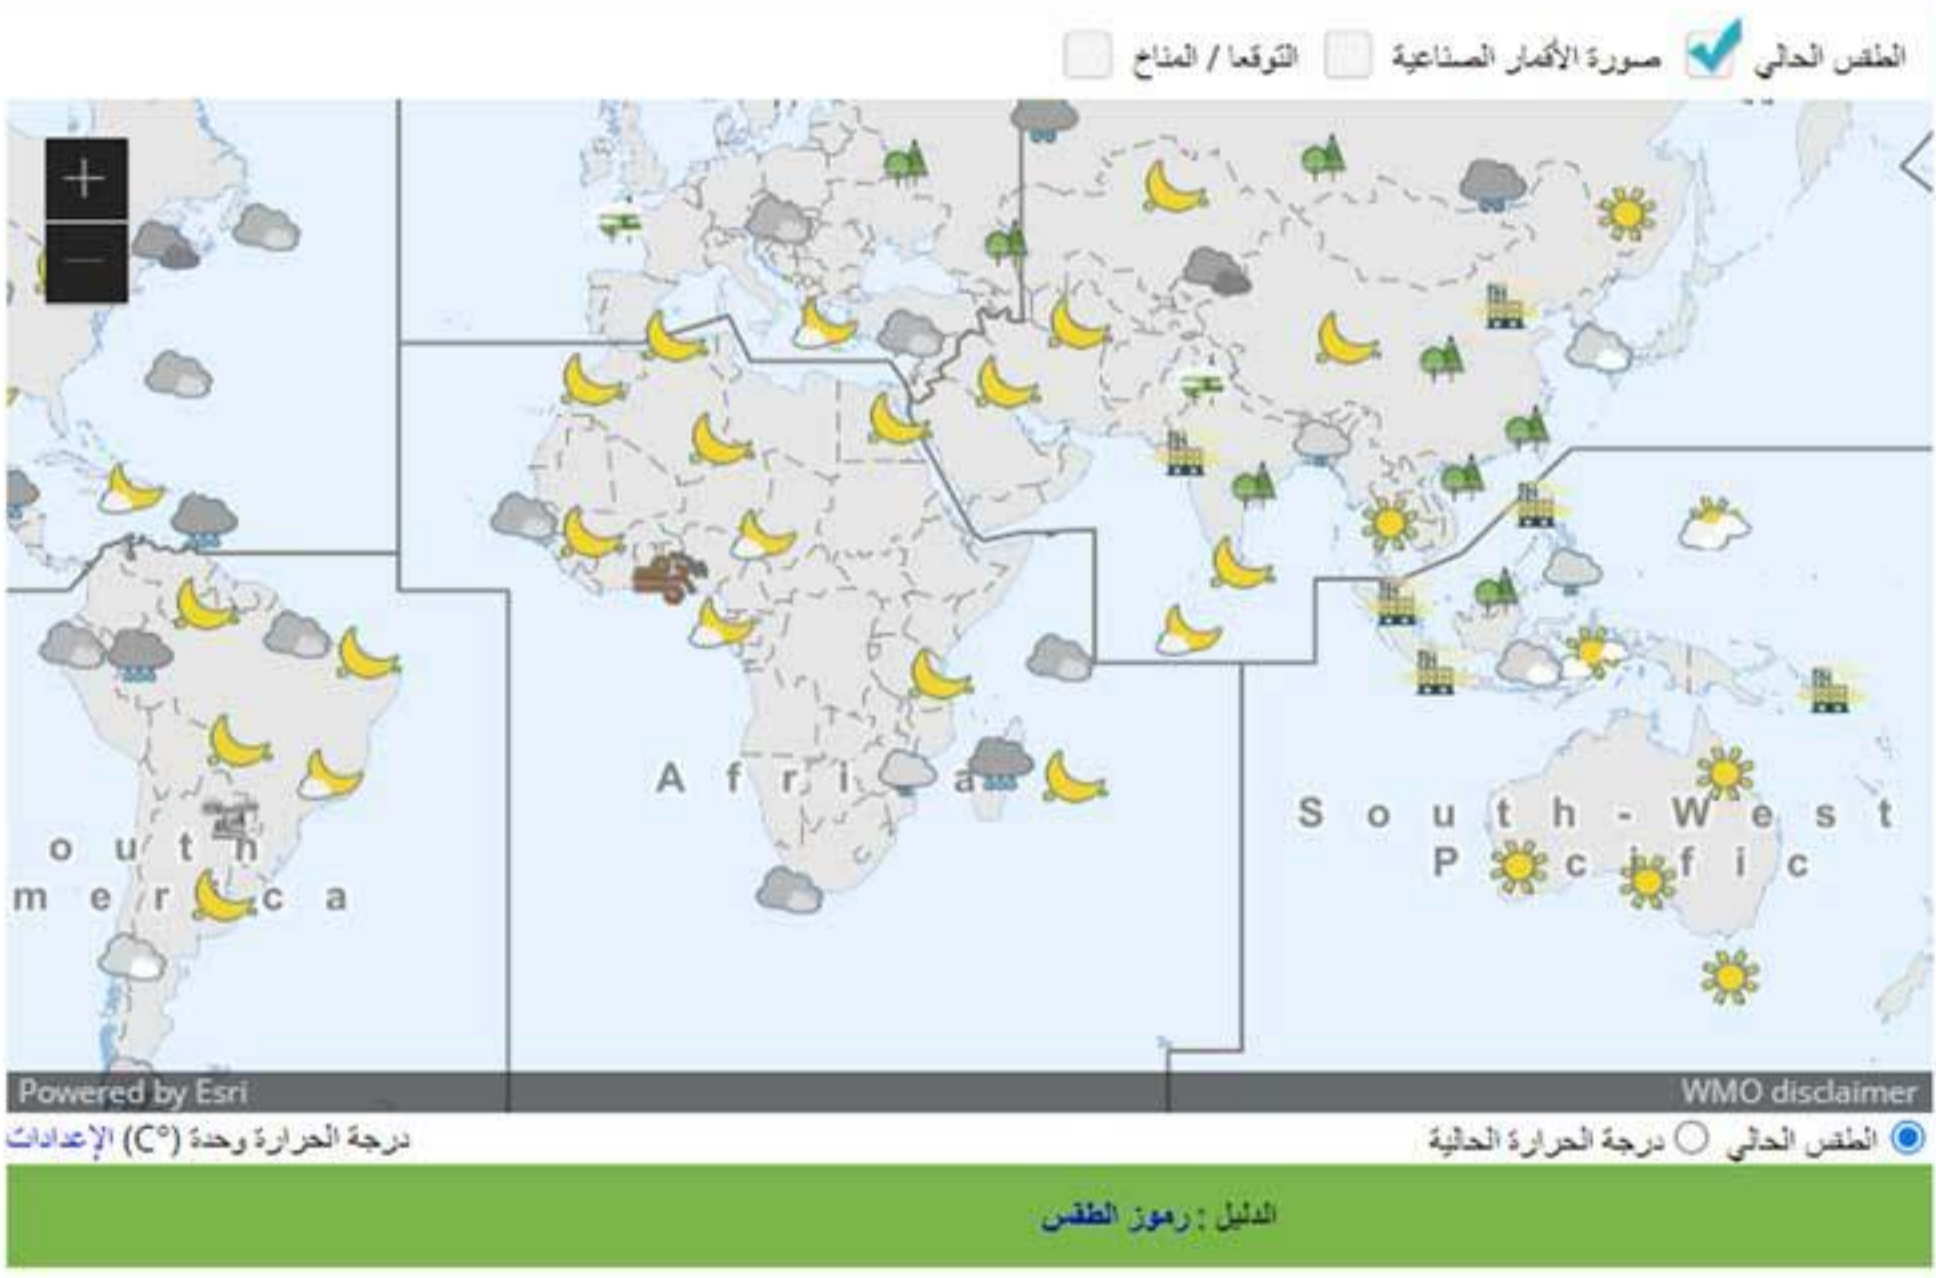 الطقس الحالي صورة الأقمار الصناعية التوقعا / المناخ
A f r i a
S o u t h - W e s t
o u t h
P c i f i c
m e r c a
Powered by Esri WMO disclaimer
الطقس الحالي درجة الحرارة الحالية درجة الحرارة وحدة (C°) الإعدادات
الدليل : رموز الطقس